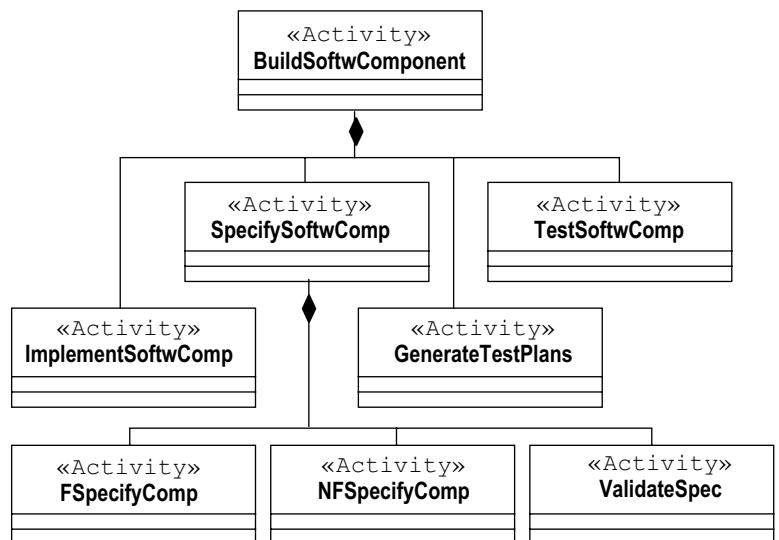 «Activity»
BuildSoftwComponent
«Activity»
SpecifySoftwComp
«Activity»
TestSoftwComp
«Activity»
ImplementSoftwComp
«Activity»
GenerateTestPlans
«Activity»
FSpecifyComp
«Activity»
NFSpecifyComp
«Activity»
ValidateSpec